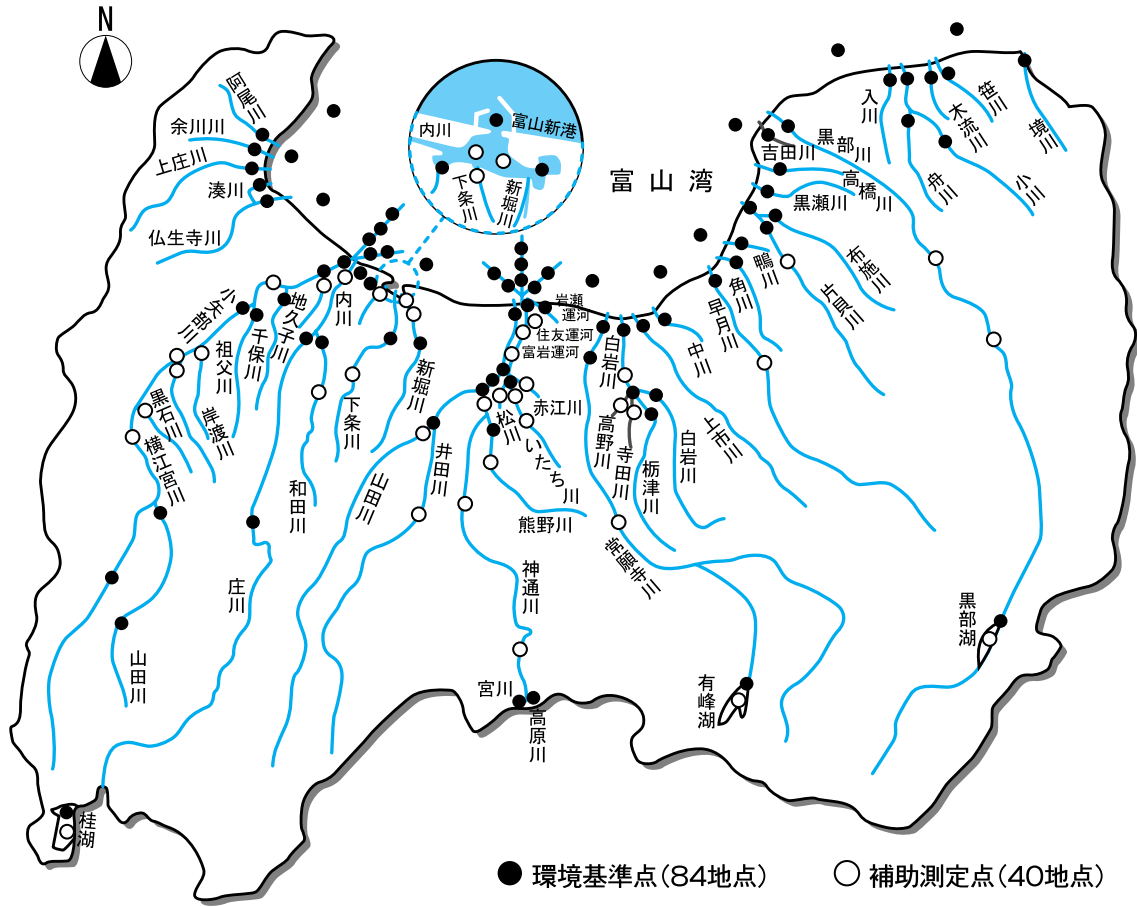 N
阿尾川
余川川
上庄川
湊川
仏生寺川
内川
富山新港
下条川
新堀川
富山湾
入川
舟川
木流川
笹川
境川
小川
吉田川
黒部川
高橋川
黒瀬川
布施川
片貝川
鴨川
角川
早月川
中川
上市川
白岩川
高野川
寺田川
栃津川
白岩川
常願寺川
岩瀬
運河
住友運河
富岩運河
赤江川
いたち川
松川
熊野川
神通川
井田川
山田川
新堀川
下条川
内川
和田川
庄川
地久子川
千保川
小矢部川
祖父川
岸渡川
黒石川
横江宮川
山田川
宮川
高原川
有峰湖
黒部湖
桂湖
環境基準点(84地点)
補助測定点(40地点)